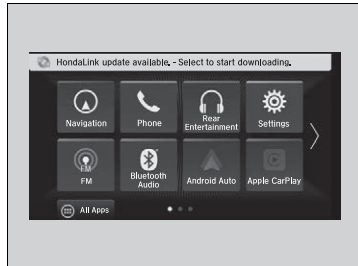 HondaLink update available. - Select to start downloading.
Navigation
Phone
Rear
Entertainment
Settings
FM
FM
Bluetooth
Audio
Android Auto
Apple CarPlay
All Apps